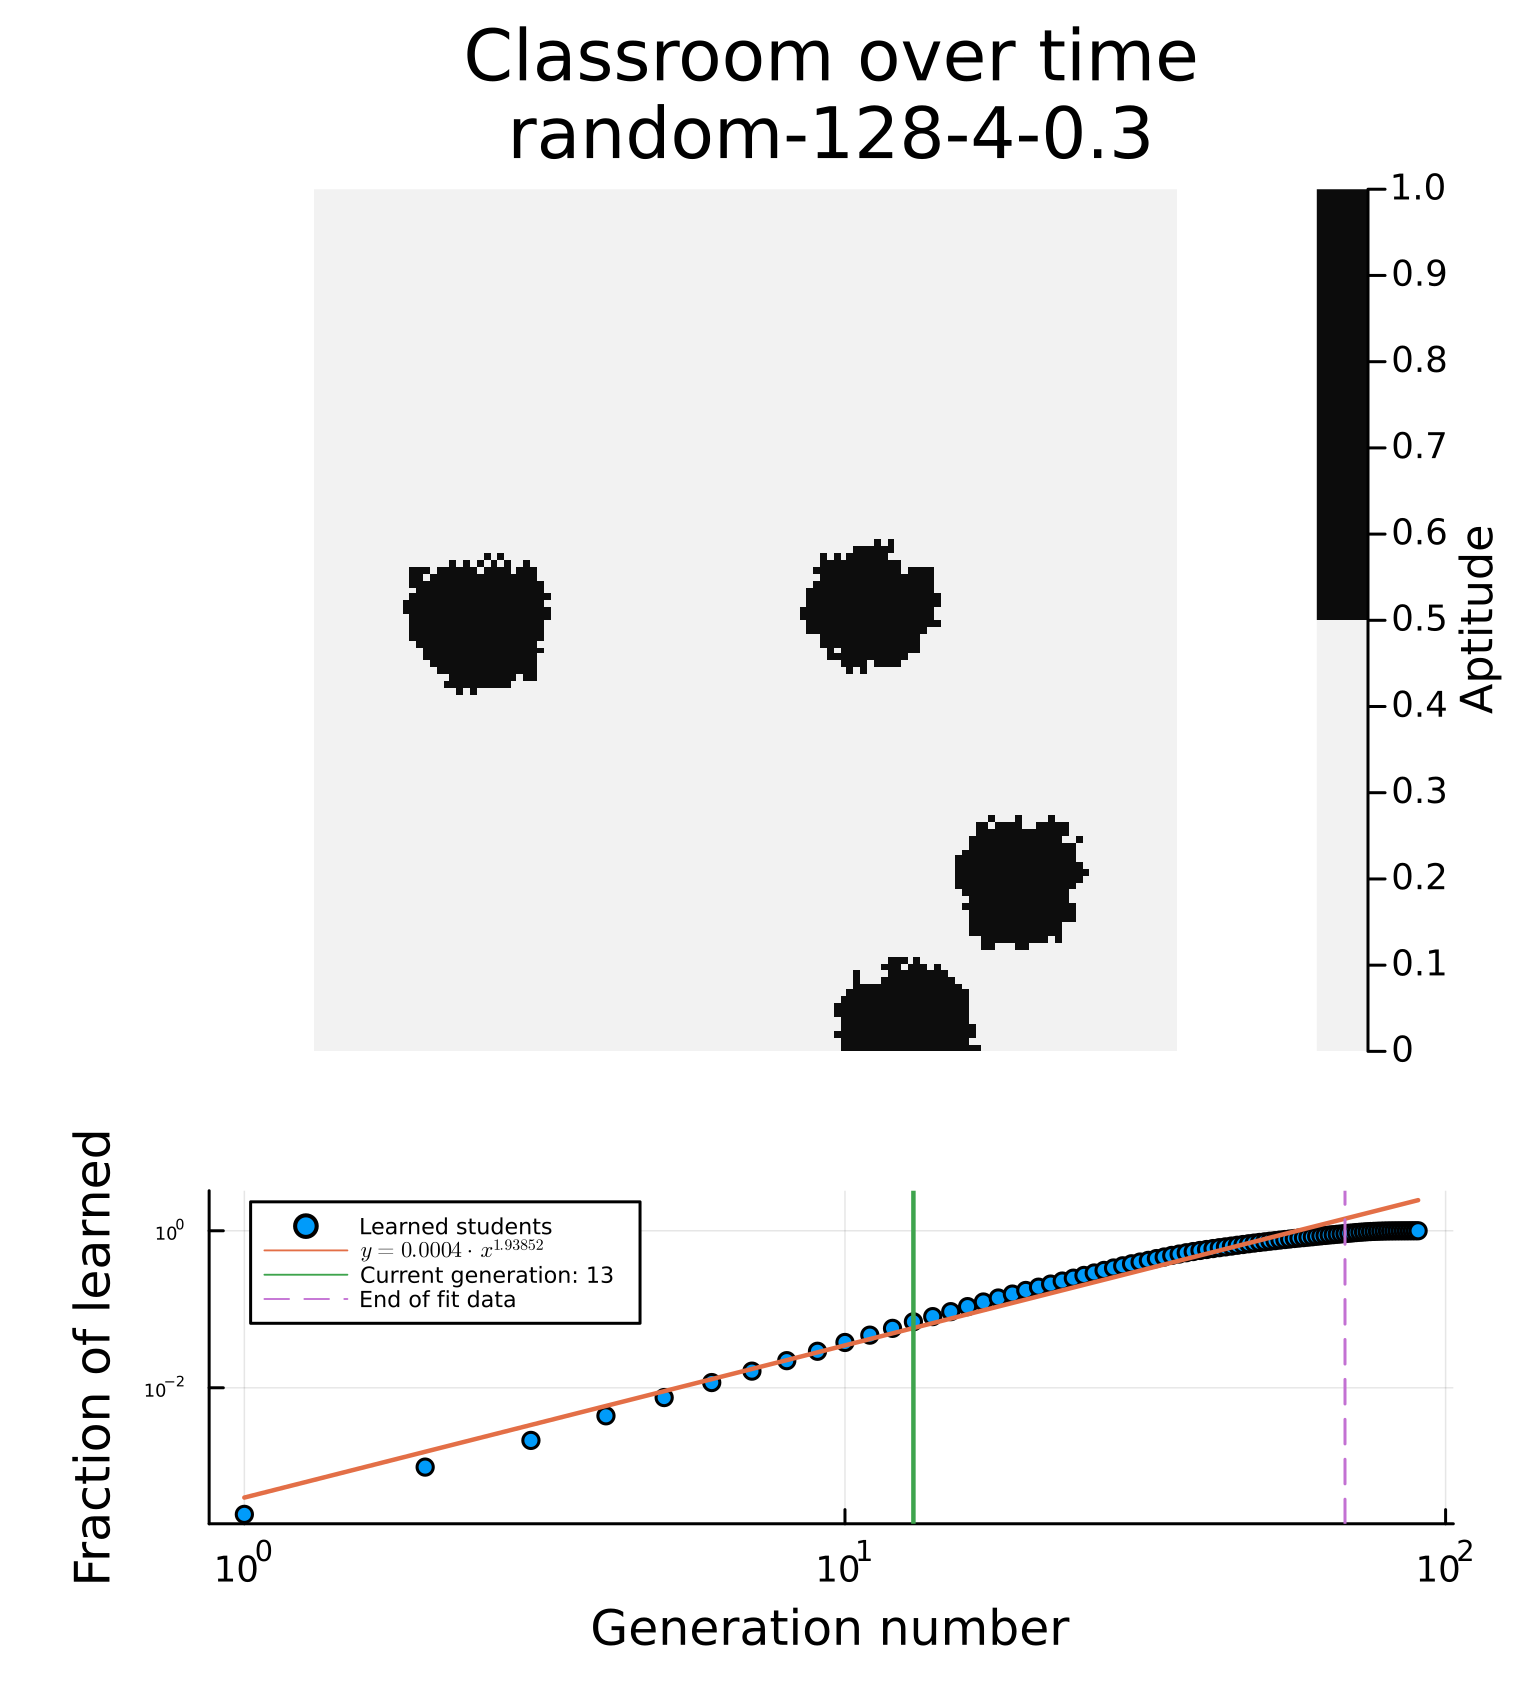 Classroom over time
random-128-4-0.3
1.0
0.9
0.8
0.7
0.6
0.5
0.4
0.3
0.2
0.1
0
Aptitude
Fraction of learned
10^0
10^-2
Learned students
y = 0.0004 · x^1.93852
Current generation: 13
End of fit data
10^0
10^1
10^2
Generation number